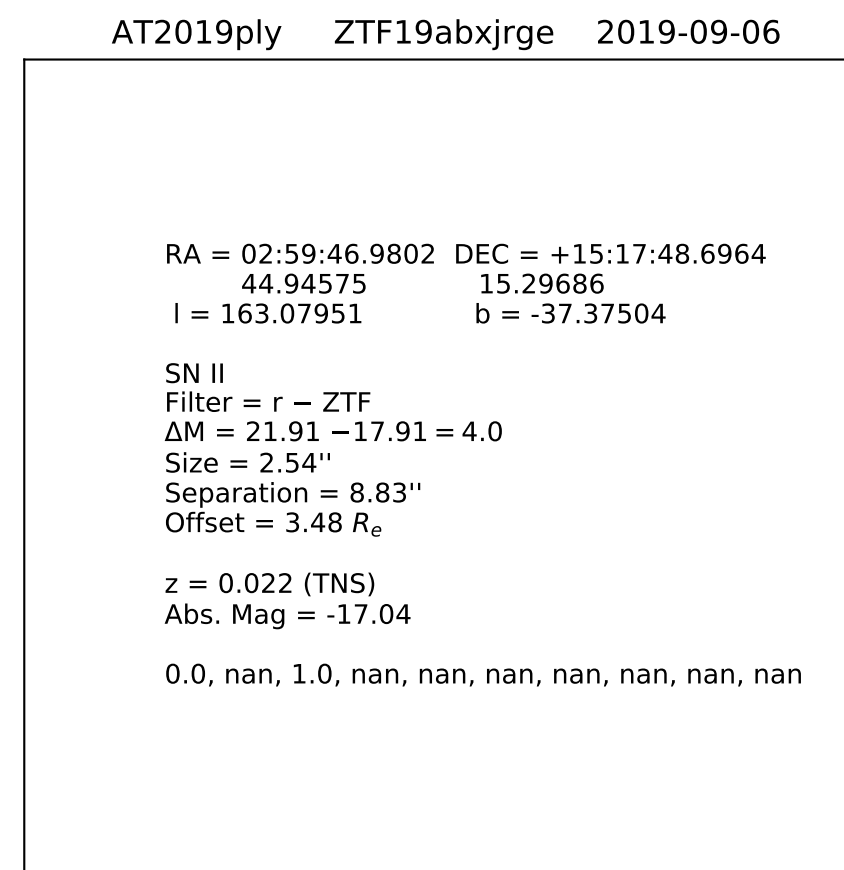 AT2019ply ZTF19abxjrge 2019-09-06
RA = 02:59:46.9802 DEC = +15:17:48.6964
44.94575 15.29686
l = 163.07951 b = -37.37504
SN II
Filter = r − ZTF
ΔM = 21.91 −17.91 = 4.0
Size = 2.54''
Separation = 8.83''
Offset = 3.48 Rₑ
z = 0.022 (TNS)
Abs. Mag = -17.04
0.0, nan, 1.0, nan, nan, nan, nan, nan, nan, nan